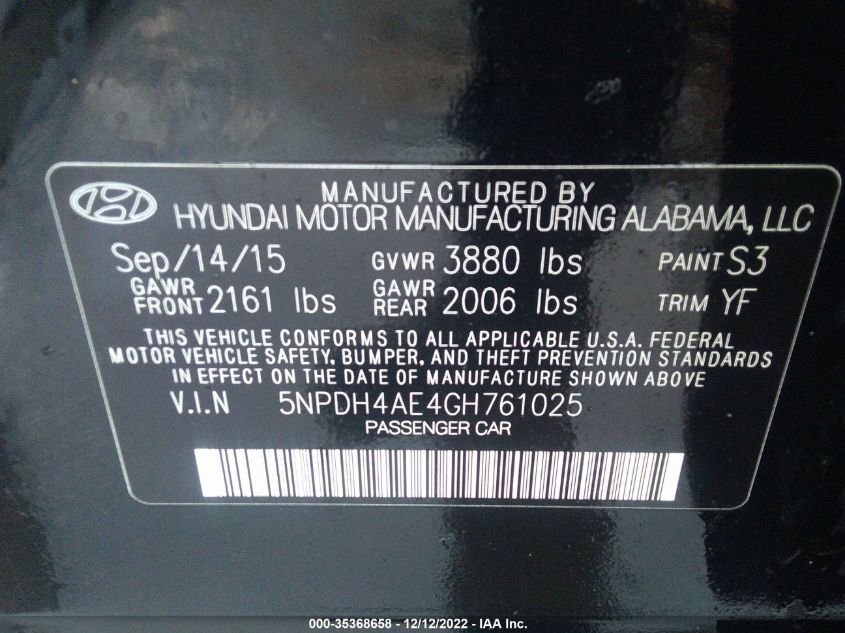 MANUFACTURED BY
HYUNDAI MOTOR MANUFACTURING ALABAMA, LLC
Sep/14/15 GVWR 3880 lbs PAINT S3
GAWR FRONT 2161 lbs GAWR REAR 2006 lbs TRIM YF
THIS VEHICLE CONFORMS TO ALL APPLICABLE U.S.A. FEDERAL
MOTOR VEHICLE SAFETY, BUMPER, AND THEFT PREVENTION STANDARDS
IN EFFECT ON THE DATE OF MANUFACTURE SHOWN ABOVE
V.I.N 5NPDH4AE4GH761025
PASSENGER CAR
000-35368658 - 12/12/2022 - IAA Inc.